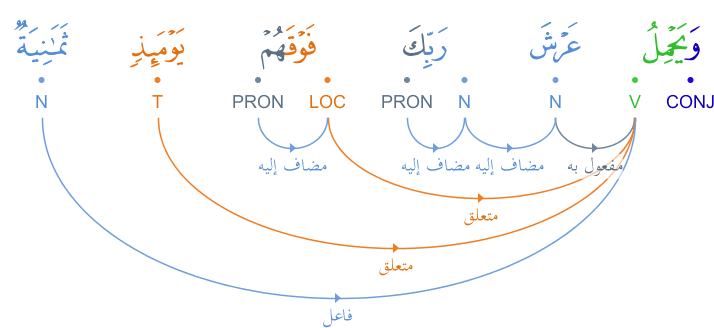 وَيَحْمِلُ عَرْشَ رَبِّكَ فَوْقَهُمْ يَوْمَئِذٍ ثَمَٰنِيَةٌ
CONJ V N N PRON LOC PRON T N
مفعول به مضاف إليه مضاف إليه مضاف إليه
متعلق
متعلق
فاعل